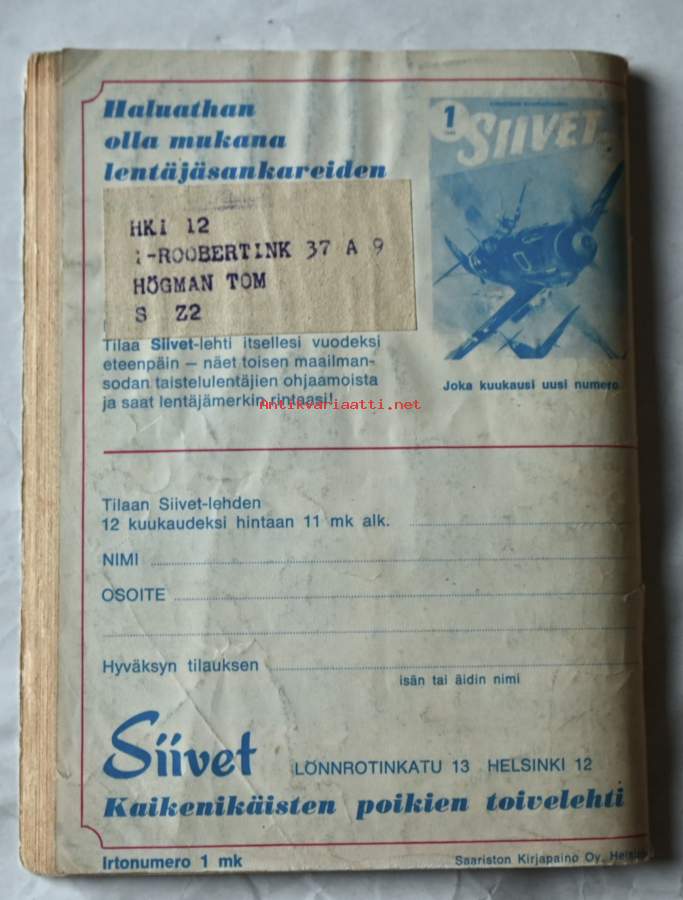 Haluathan
olla mukana
lentäjäsankareiden
HKI 12
-ROOBERTINK 37 A 9
HÖGMAN TOM
S Z2
Tilaa Siivet-lehti itsellesi vuodeksi
eteenpäin — näet toisen maailman-
sodan taistelulentäjien ohjaamoista
ja saat lentäjämerkin rintaasi!
1
SIIVET
Joka kuukausi uusi numero
Antikvariaatti.net
Tilaan Siivet-lehden
12 kuukaudeksi hintaan 11 mk alk.
NIMI
OSOITE
Hyväksyn tilauksen
isän tai äidin nimi
Siivet LÖNNROTINKATU 13 HELSINKI 12
Kaikenikäisten poikien toivelehti
Irtonumero 1 mk
Saariston Kirjapaino Oy, Helsin